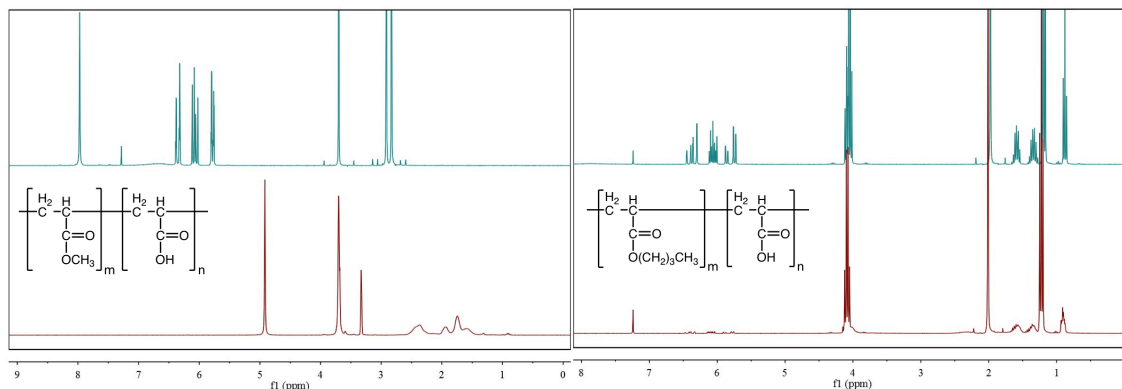 H₂ H H₂ H
C C C C
C=O C=O
OCH₃ m OH n
9 8 7 6 5 4 3 2 1 0
f1 (ppm)
H₂ H H₂ H
C C C C
C=O C=O
O(CH₂)₃CH₃ m OH n
8 7 6 5 4 3 2 1
f1 (ppm)